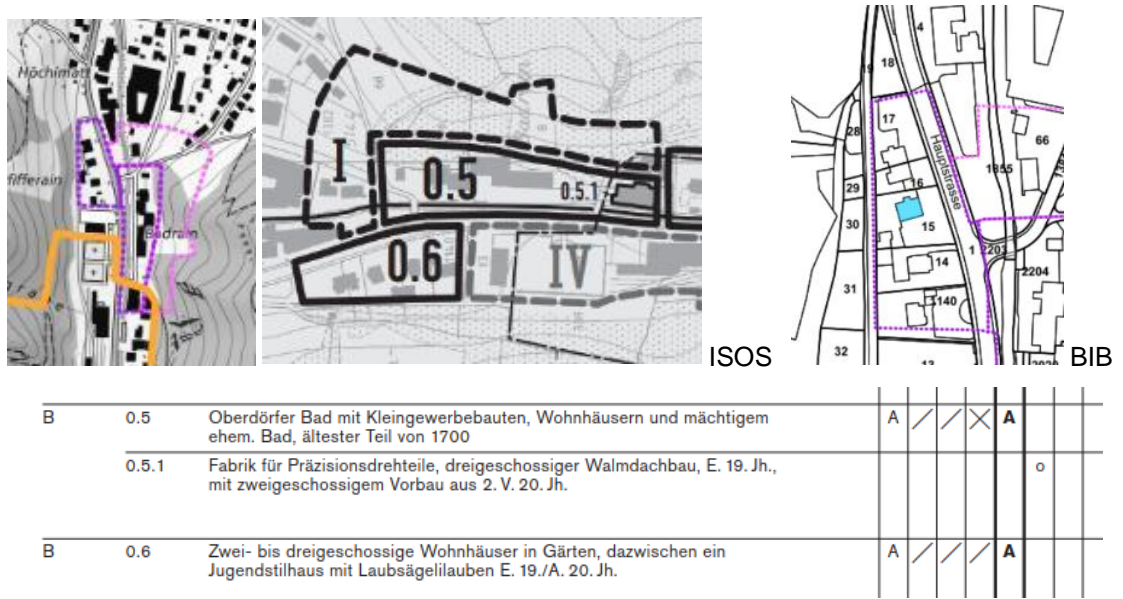 Höchimatt
fifferain
Badrain
I
0.5
0.5.1
0.6
IV
ISOS
4
18
17
28
Hauptstrasse
66
1855
16
29
15
30
1
2203
14
2204
31
1140
32
13
BIB
B 0.5 Oberdörfer Bad mit Kleingewerbebauten, Wohnhäusern und mächtigem A ╱ ╱ ╳ A
ehem. Bad, ältester Teil von 1700
0.5.1 Fabrik für Präzisionsdrehteile, dreigeschossiger Walmdachbau, E. 19. Jh., o
mit zweigeschossigem Vorbau aus 2. V. 20. Jh.
B 0.6 Zwei- bis dreigeschossige Wohnhäuser in Gärten, dazwischen ein A ╱ ╱ ╱ A
Jugendstilhaus mit Laubsägelilauben E. 19./A. 20. Jh.